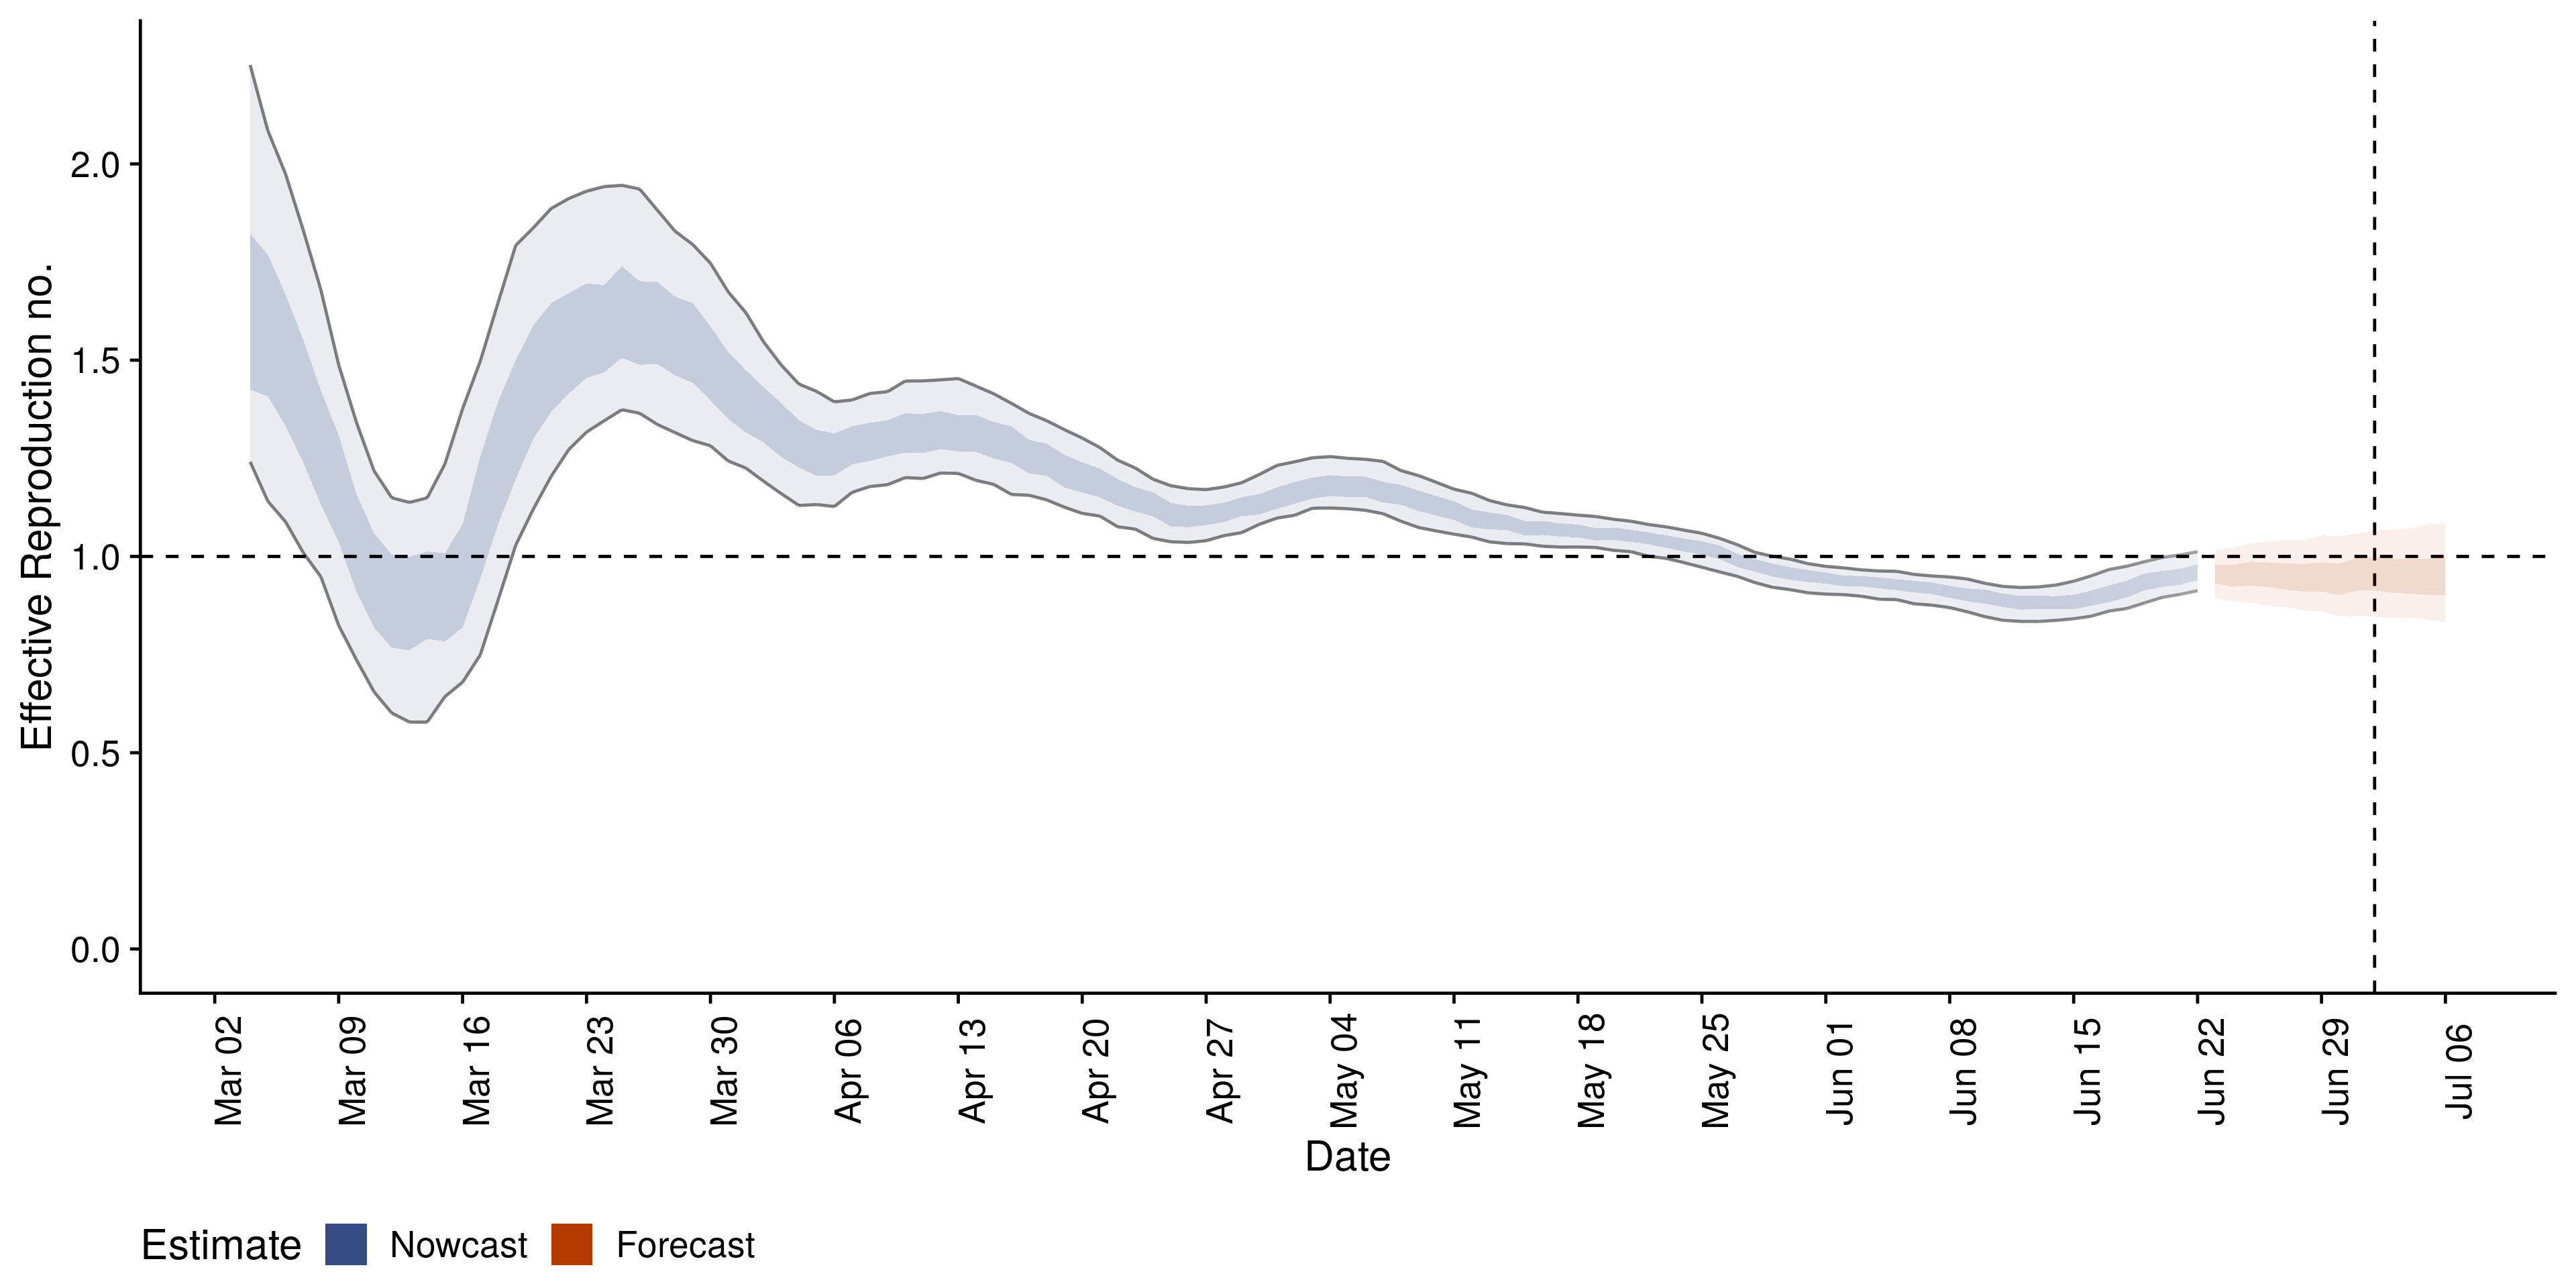 Effective Reproduction no.
2.0
1.5
1.0
0.5
0.0
Mar 02
Mar 09
Mar 16
Mar 23
Mar 30
Apr 06
Apr 13
Apr 20
Apr 27
May 04
May 11
May 18
May 25
Jun 01
Jun 08
Jun 15
Jun 22
Jun 29
Jul 06
Date
Estimate Nowcast Forecast